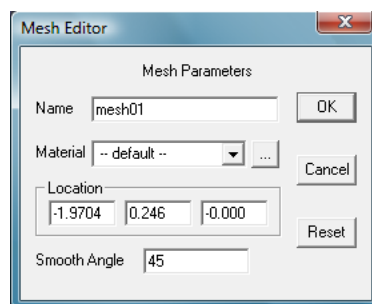 Mesh Editor
Mesh Parameters
Name mesh01 OK
Material -- default -- ...
Cancel
Location
-1.9704 0.246 -0.000
Reset
Smooth Angle 45